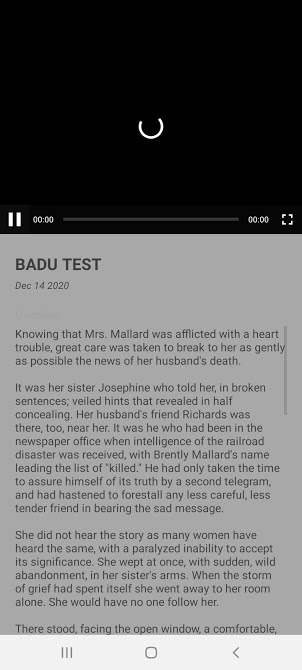 00:00
00:00
BADU TEST
Dec 14 2020
Overview
Knowing that Mrs. Mallard was afflicted with a heart
trouble, great care was taken to break to her as gently
as possible the news of her husband's death.
It was her sister Josephine who told her, in broken
sentences; veiled hints that revealed in half
concealing. Her husband's friend Richards was
there, too, near her. It was he who had been in the
newspaper office when intelligence of the railroad
disaster was received, with Brently Mallard's name
leading the list of "killed." He had only taken the time
to assure himself of its truth by a second telegram,
and had hastened to forestall any less careful, less
tender friend in bearing the sad message.
She did not hear the story as many women have
heard the same, with a paralyzed inability to accept
its significance. She wept at once, with sudden, wild
abandonment, in her sister's arms. When the storm
of grief had spent itself she went away to her room
alone. She would have no one follow her.
There stood, facing the open window, a comfortable,